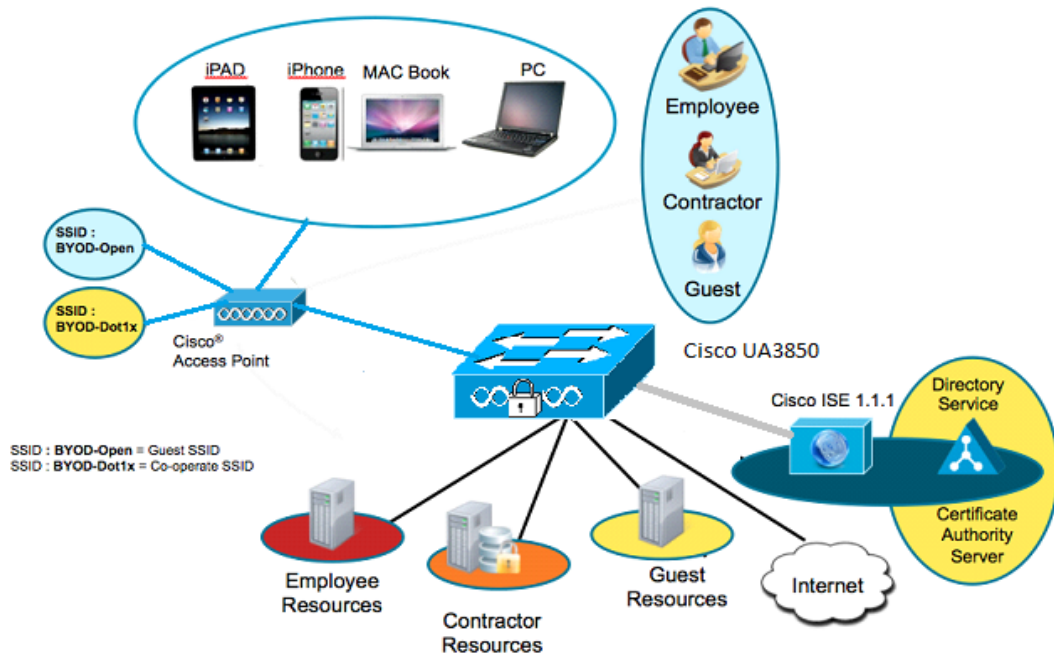 iPAD
iPhone
MAC Book
PC
Employee
Contractor
Guest
SSID :
BYOD-Open
SSID :
BYOD-Dot1x
Cisco®
Access Point
Cisco UA3850
Cisco ISE 1.1.1
Directory
Service
Certificate
Authority
Server
SSID : BYOD-Open = Guest SSID
SSID : BYOD-Dot1x = Co-operate SSID
Employee
Resources
Contractor
Resources
Guest
Resources
Internet